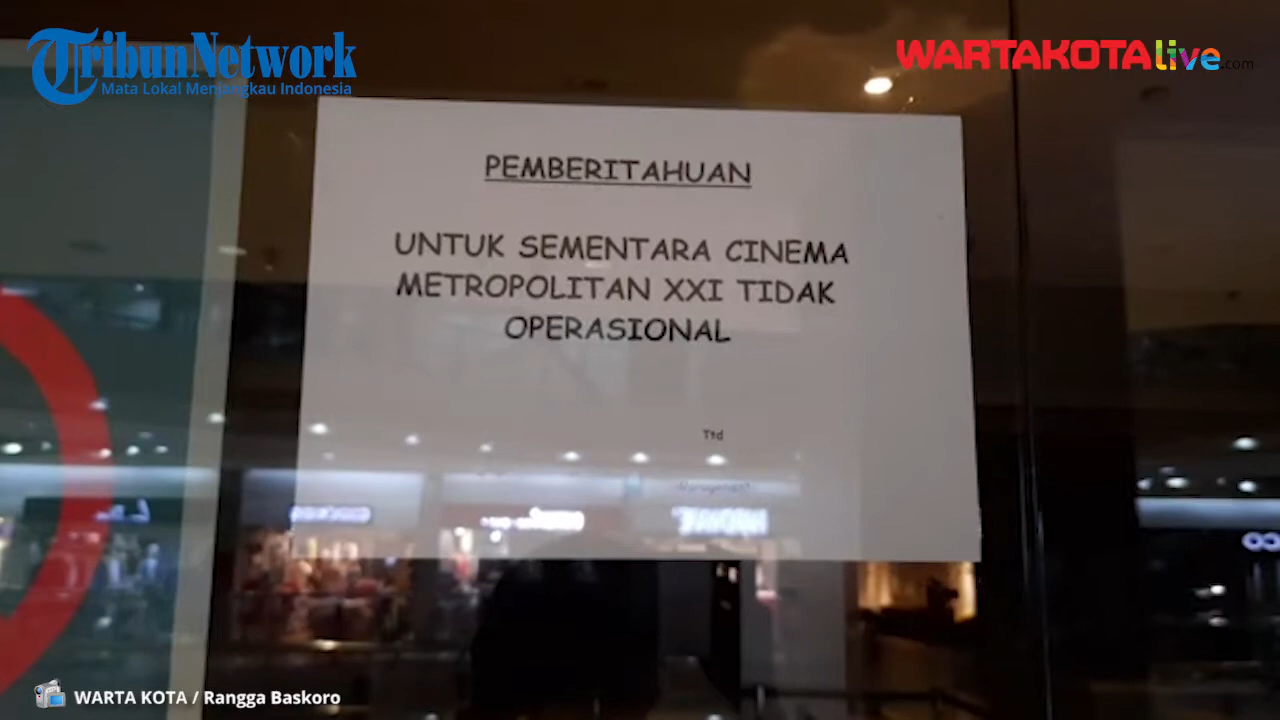 TribunNetwork
Mata Lokal Menjangkau Indonesia
WARTAKOTAlive.com
PEMBERITAHUAN
UNTUK SEMENTARA CINEMA
METROPOLITAN XXI TIDAK
OPERASIONAL
Ttd
Management
WARTA KOTA / Rangga Baskoro